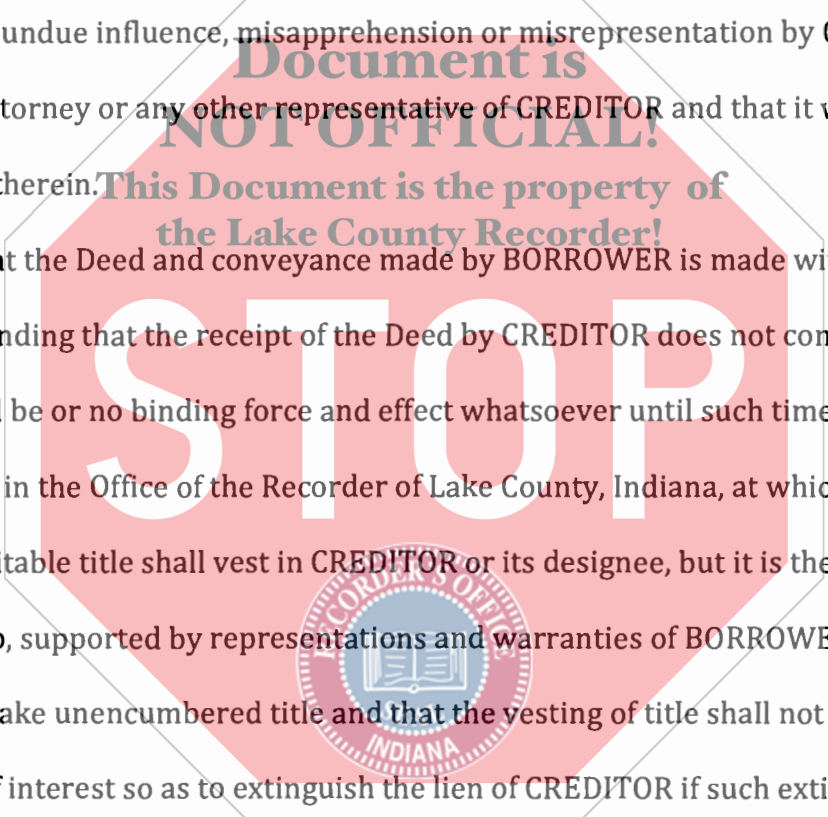 undue influence, misapprehension or misrepresentation by
Document is
torney or any other representative of CREDITOR and that it
NOT OFFICIAL!
therein.
This Document is the property of
the Lake County Recorder!
t the Deed and conveyance made by BORROWER is made wi
nding that the receipt of the Deed by CREDITOR does not con
STOP
be or no binding force and effect whatsoever until such time
in the Office of the Recorder of Lake County, Indiana, at whic
itable title shall vest in CREDITOR or its designee, but it is the
RECORDER'S OFFICE
, supported by representations and warranties of BORROWE
SEAL
ake unencumbered title and that the vesting of title shall not
INDIANA
interest so as to extinguish the lien of CREDITOR if such exti